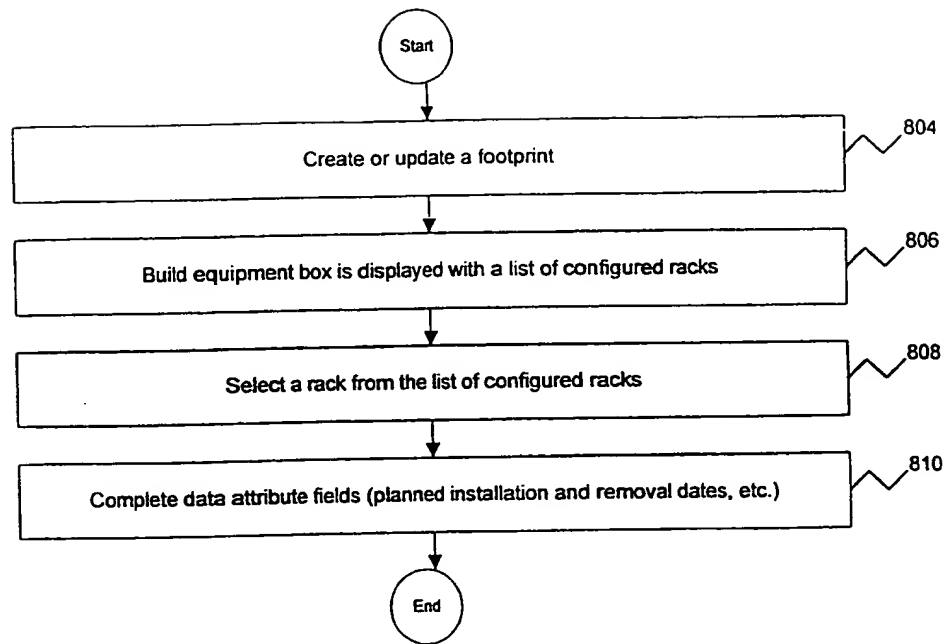 Start
Create or update a footprint
804
Build equipment box is displayed with a list of configured racks
806
Select a rack from the list of configured racks
808
Complete data attribute fields (planned installation and removal dates, etc.)
810
End